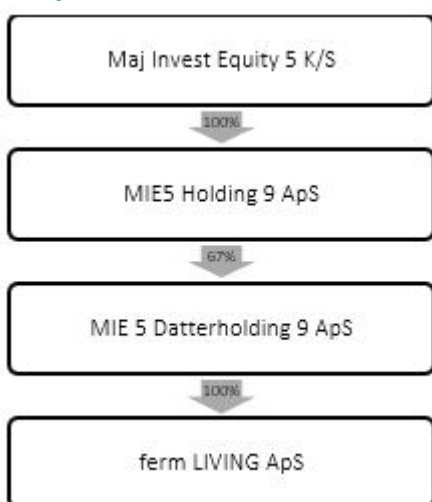 Maj Invest Equity 5 K/S
100%
MIE5 Holding 9 ApS
67%
MIE 5 Datterholding 9 ApS
100%
ferm LIVING ApS